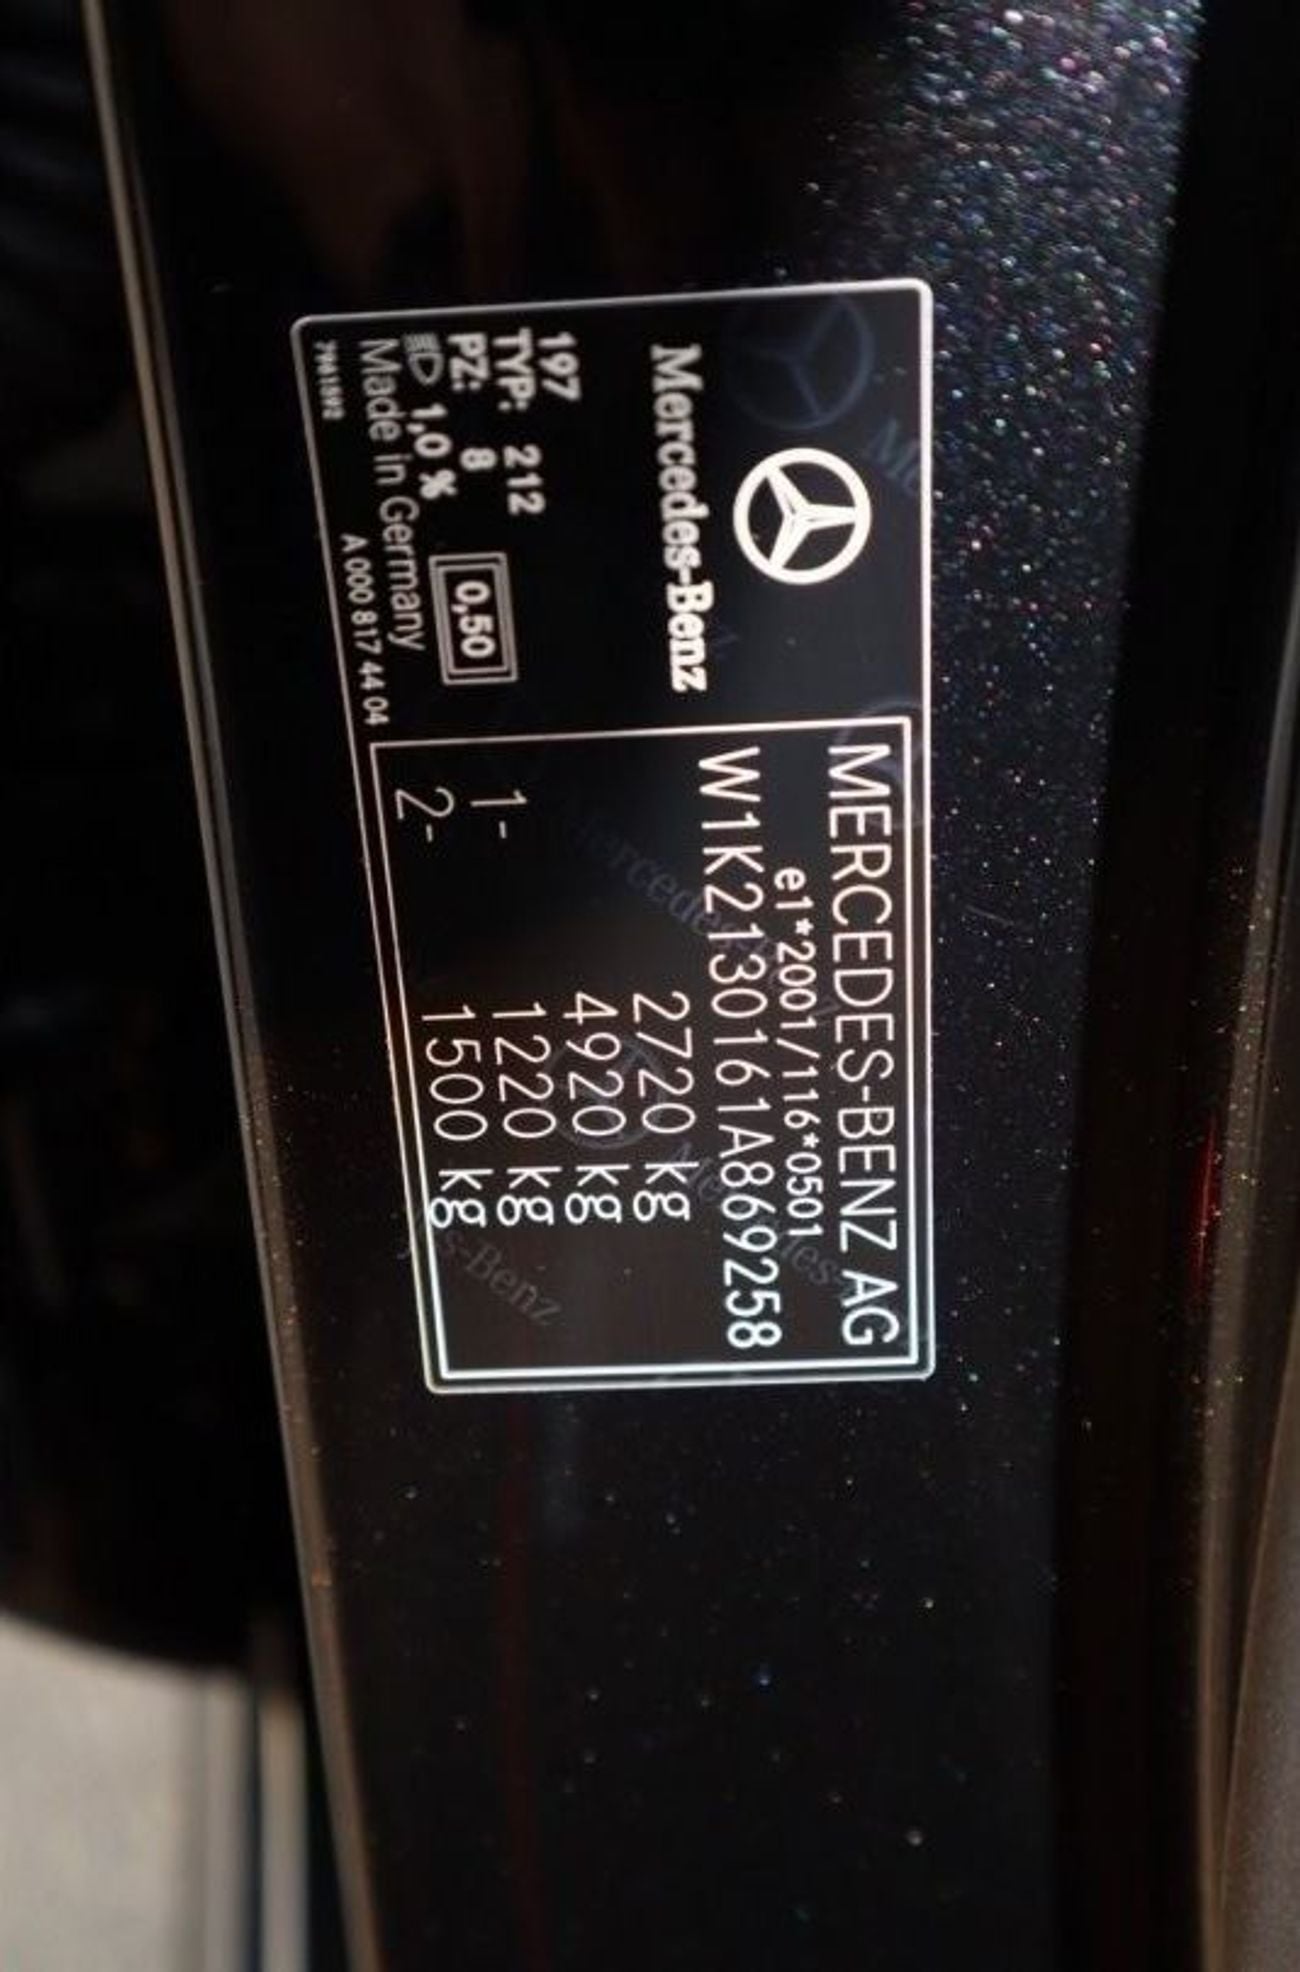 Mercedes-Benz
197
TYP: 212
PZ: 8
0,50
1,0 %
Made in Germany
A 000 817 44 04
MERCEDES-BENZ AG
e1*2001/116*0501
W1K2130161A869258
2720 kg
4920 kg
1- 1220 kg
2- 1500 kg